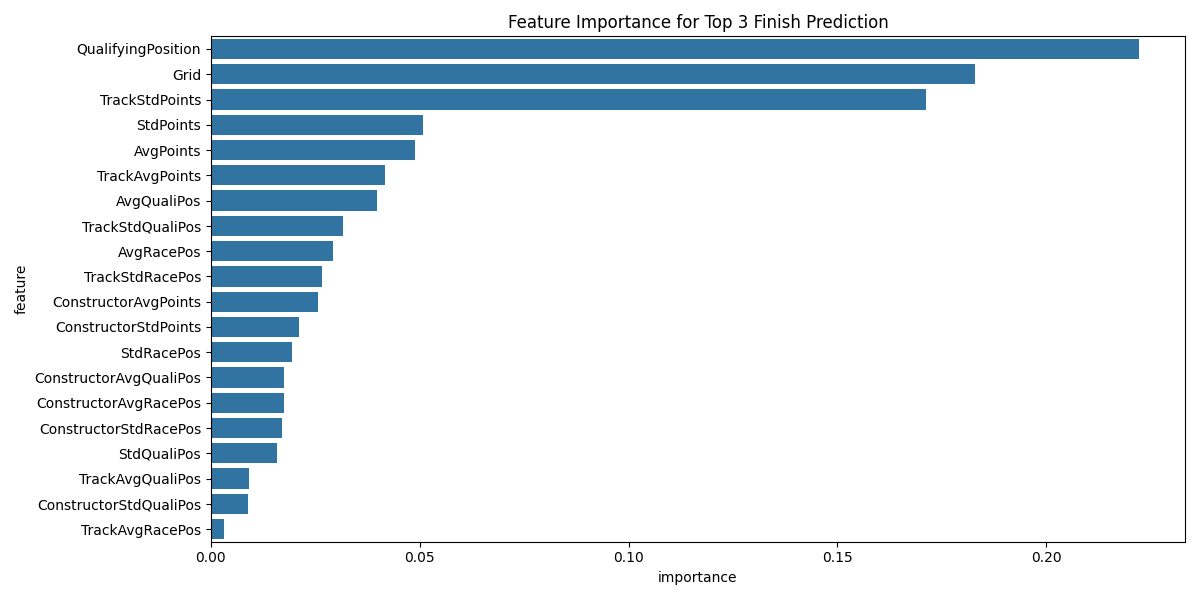 Feature Importance for Top 3 Finish Prediction
QualifyingPosition
Grid
TrackStdPoints
StdPoints
AvgPoints
TrackAvgPoints
AvgQualiPos
TrackStdQualiPos
AvgRacePos
TrackStdRacePos
ConstructorAvgPoints
ConstructorStdPoints
StdRacePos
ConstructorAvgQualiPos
ConstructorAvgRacePos
ConstructorStdRacePos
StdQualiPos
TrackAvgQualiPos
ConstructorStdQualiPos
TrackAvgRacePos
feature
0.00 0.05 0.10 0.15 0.20
importance